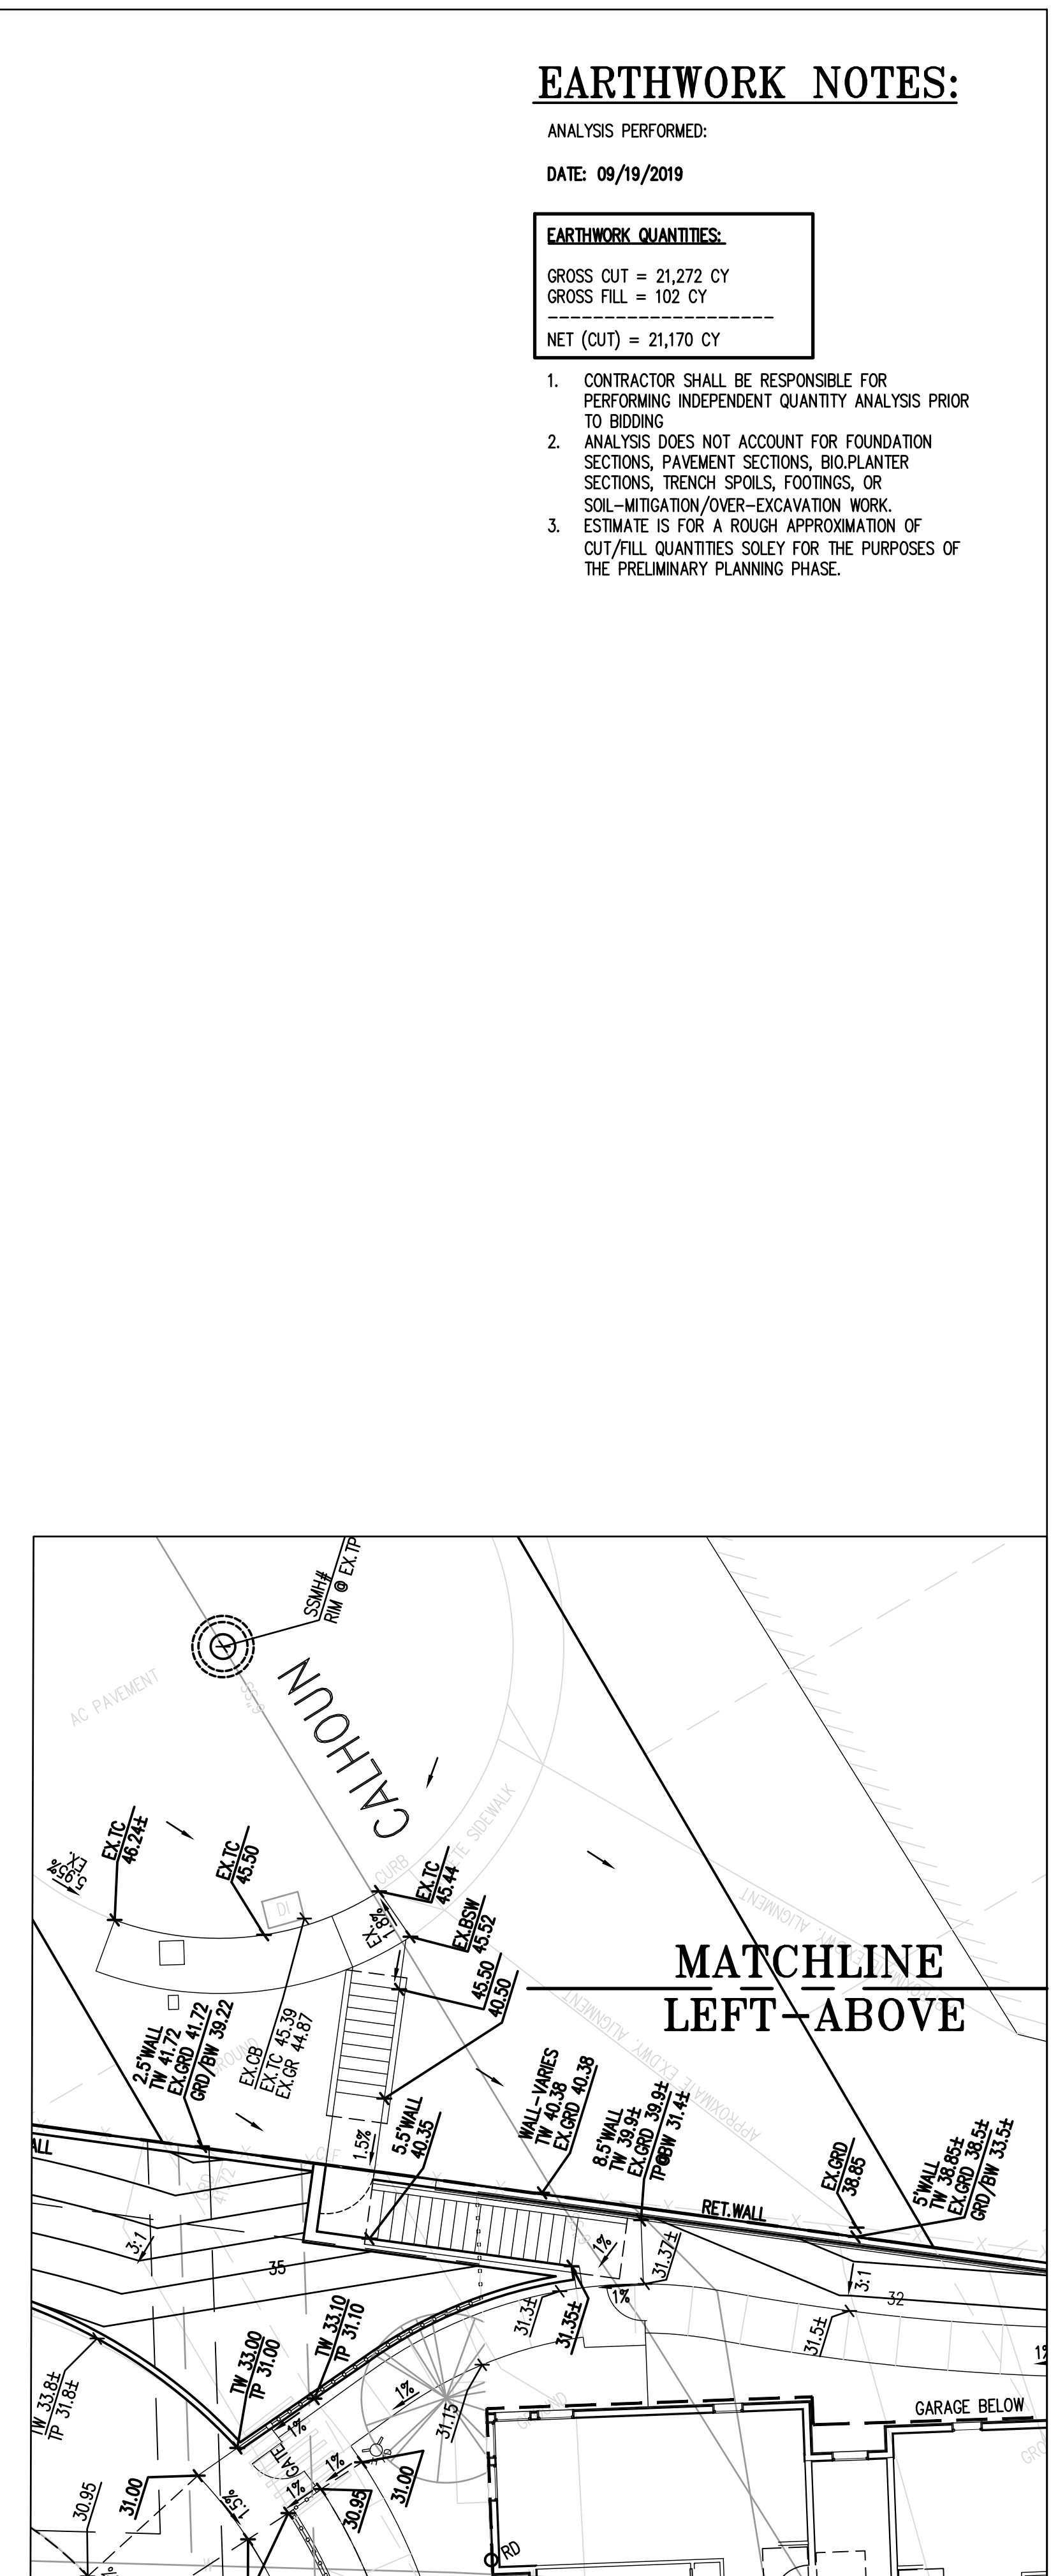 EARTHWORK NOTES:
ANALYSIS PERFORMED:
DATE: 09/19/2019
EARTHWORK QUANTITIES:
GROSS CUT = 21,272 CY
GROSS FILL = 102 CY
--------------------
NET (CUT) = 21,170 CY
1. CONTRACTOR SHALL BE RESPONSIBLE FOR
PERFORMING INDEPENDENT QUANTITY ANALYSIS PRIOR
TO BIDDING
2. ANALYSIS DOES NOT ACCOUNT FOR FOUNDATION
SECTIONS, PAVEMENT SECTIONS, BIO.PLANTER
SECTIONS, TRENCH SPOILS, FOOTINGS, OR
SOIL-MITIGATION/OVER-EXCAVATION WORK.
3. ESTIMATE IS FOR A ROUGH APPROXIMATION OF
CUT/FILL QUANTITIES SOLEY FOR THE PURPOSES OF
THE PRELIMINARY PLANNING PHASE.
SSMH#
RIM @ EX.TP
AC PAVEMENT
CALHOUN
EX.TC
46.24±
EX.
5.95%
EX.TC
45.50
DI
CURB
SIDEWALK
EX.TC
45.44
EX.
1.8%
EX.BSW
45.52
45.50
40.50
MATCHLINE
LEFT-ABOVE
APPROXIMATE EX.DWY ALIGNMENT,
ALIGNMENT,
2.5'WALL
TW 41.72
EX.GRD 41.72
GRD/BW 39.22
EX.CB
EX.TC 45.39
EX.GR 44.87
GROUND
1.5%
5.5'WALL
40.35
WALL-VARIES
TW 40.38
EX.GRD 40.38
8.5'WALL
TW 39.9±
EX.GRD 39.9±
TP@BW 31.4±
EX.GRD
38.85
5'WALL
TW 38.85±
EX.GRD 38.5±
GRD/BW 33.5±
RET.WALL
3:1
35
1%
31.37±
3:1
32
1%
31.3±
31.35±
31.5±
TW 33.10
TP 31.10
TW 33.00
TP 31.00
TW 33.8±
TP 31.8±
1%
31.15
1%
GATE
1%
1%
31.00
GARAGE BELOW
30.95
31.00
1.5%
30.95
RD